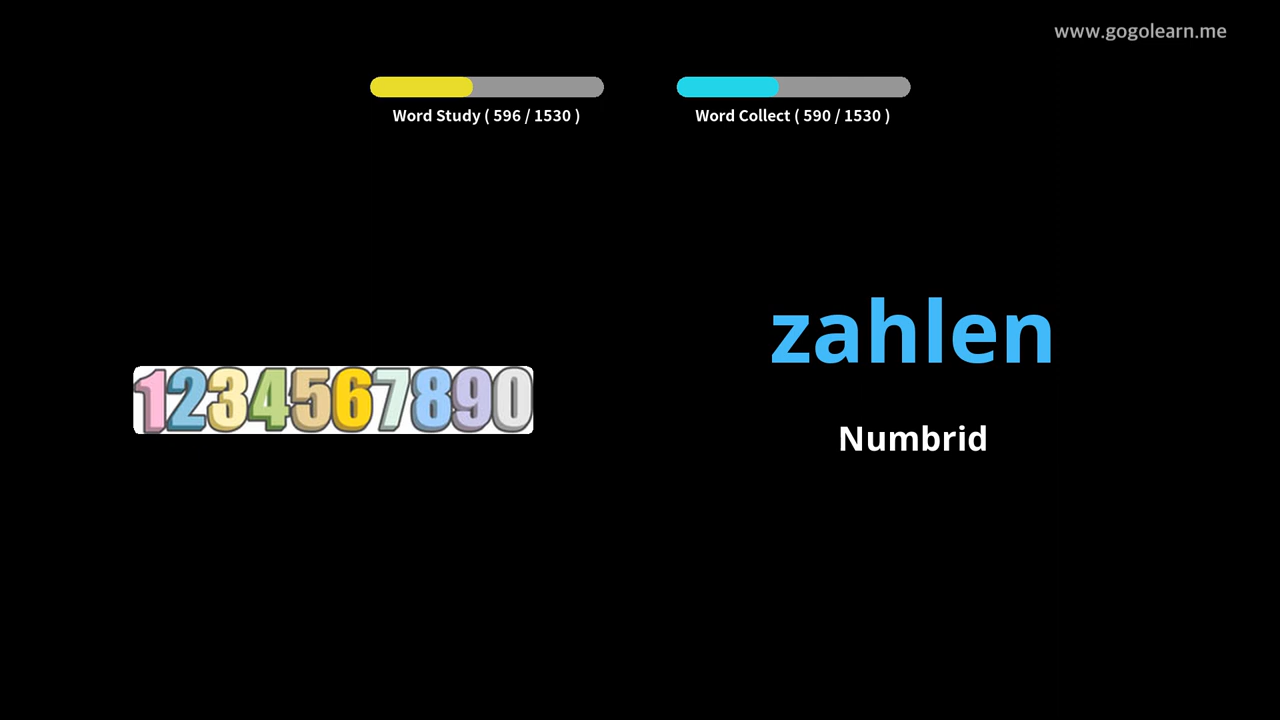 www.gogolearn.me
Word Study ( 596 / 1530 )
Word Collect ( 590 / 1530 )
zahlen
1234567890
Numbrid